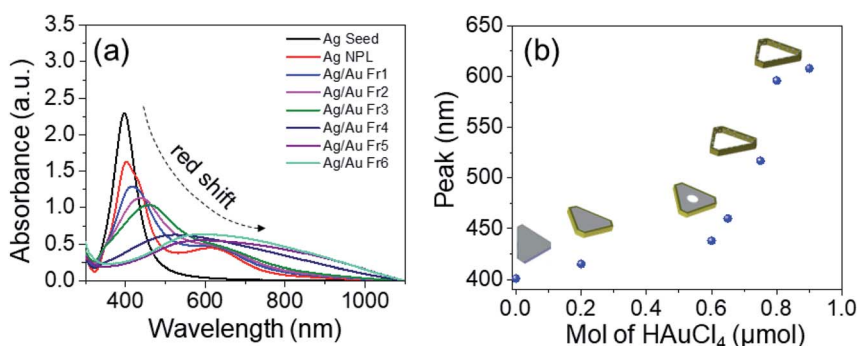 (a)
Absorbance (a.u.)
3.5
3.0
2.5
2.0
1.5
1.0
0.5
0.0
400
600
800
1000
Wavelength (nm)
red shift
Ag Seed
Ag NPL
Ag/Au Fr1
Ag/Au Fr2
Ag/Au Fr3
Ag/Au Fr4
Ag/Au Fr5
Ag/Au Fr6
(b)
Peak (nm)
650
600
550
500
450
400
0.0
0.2
0.4
0.6
0.8
1.0
Mol of HAuCl4 (μmol)